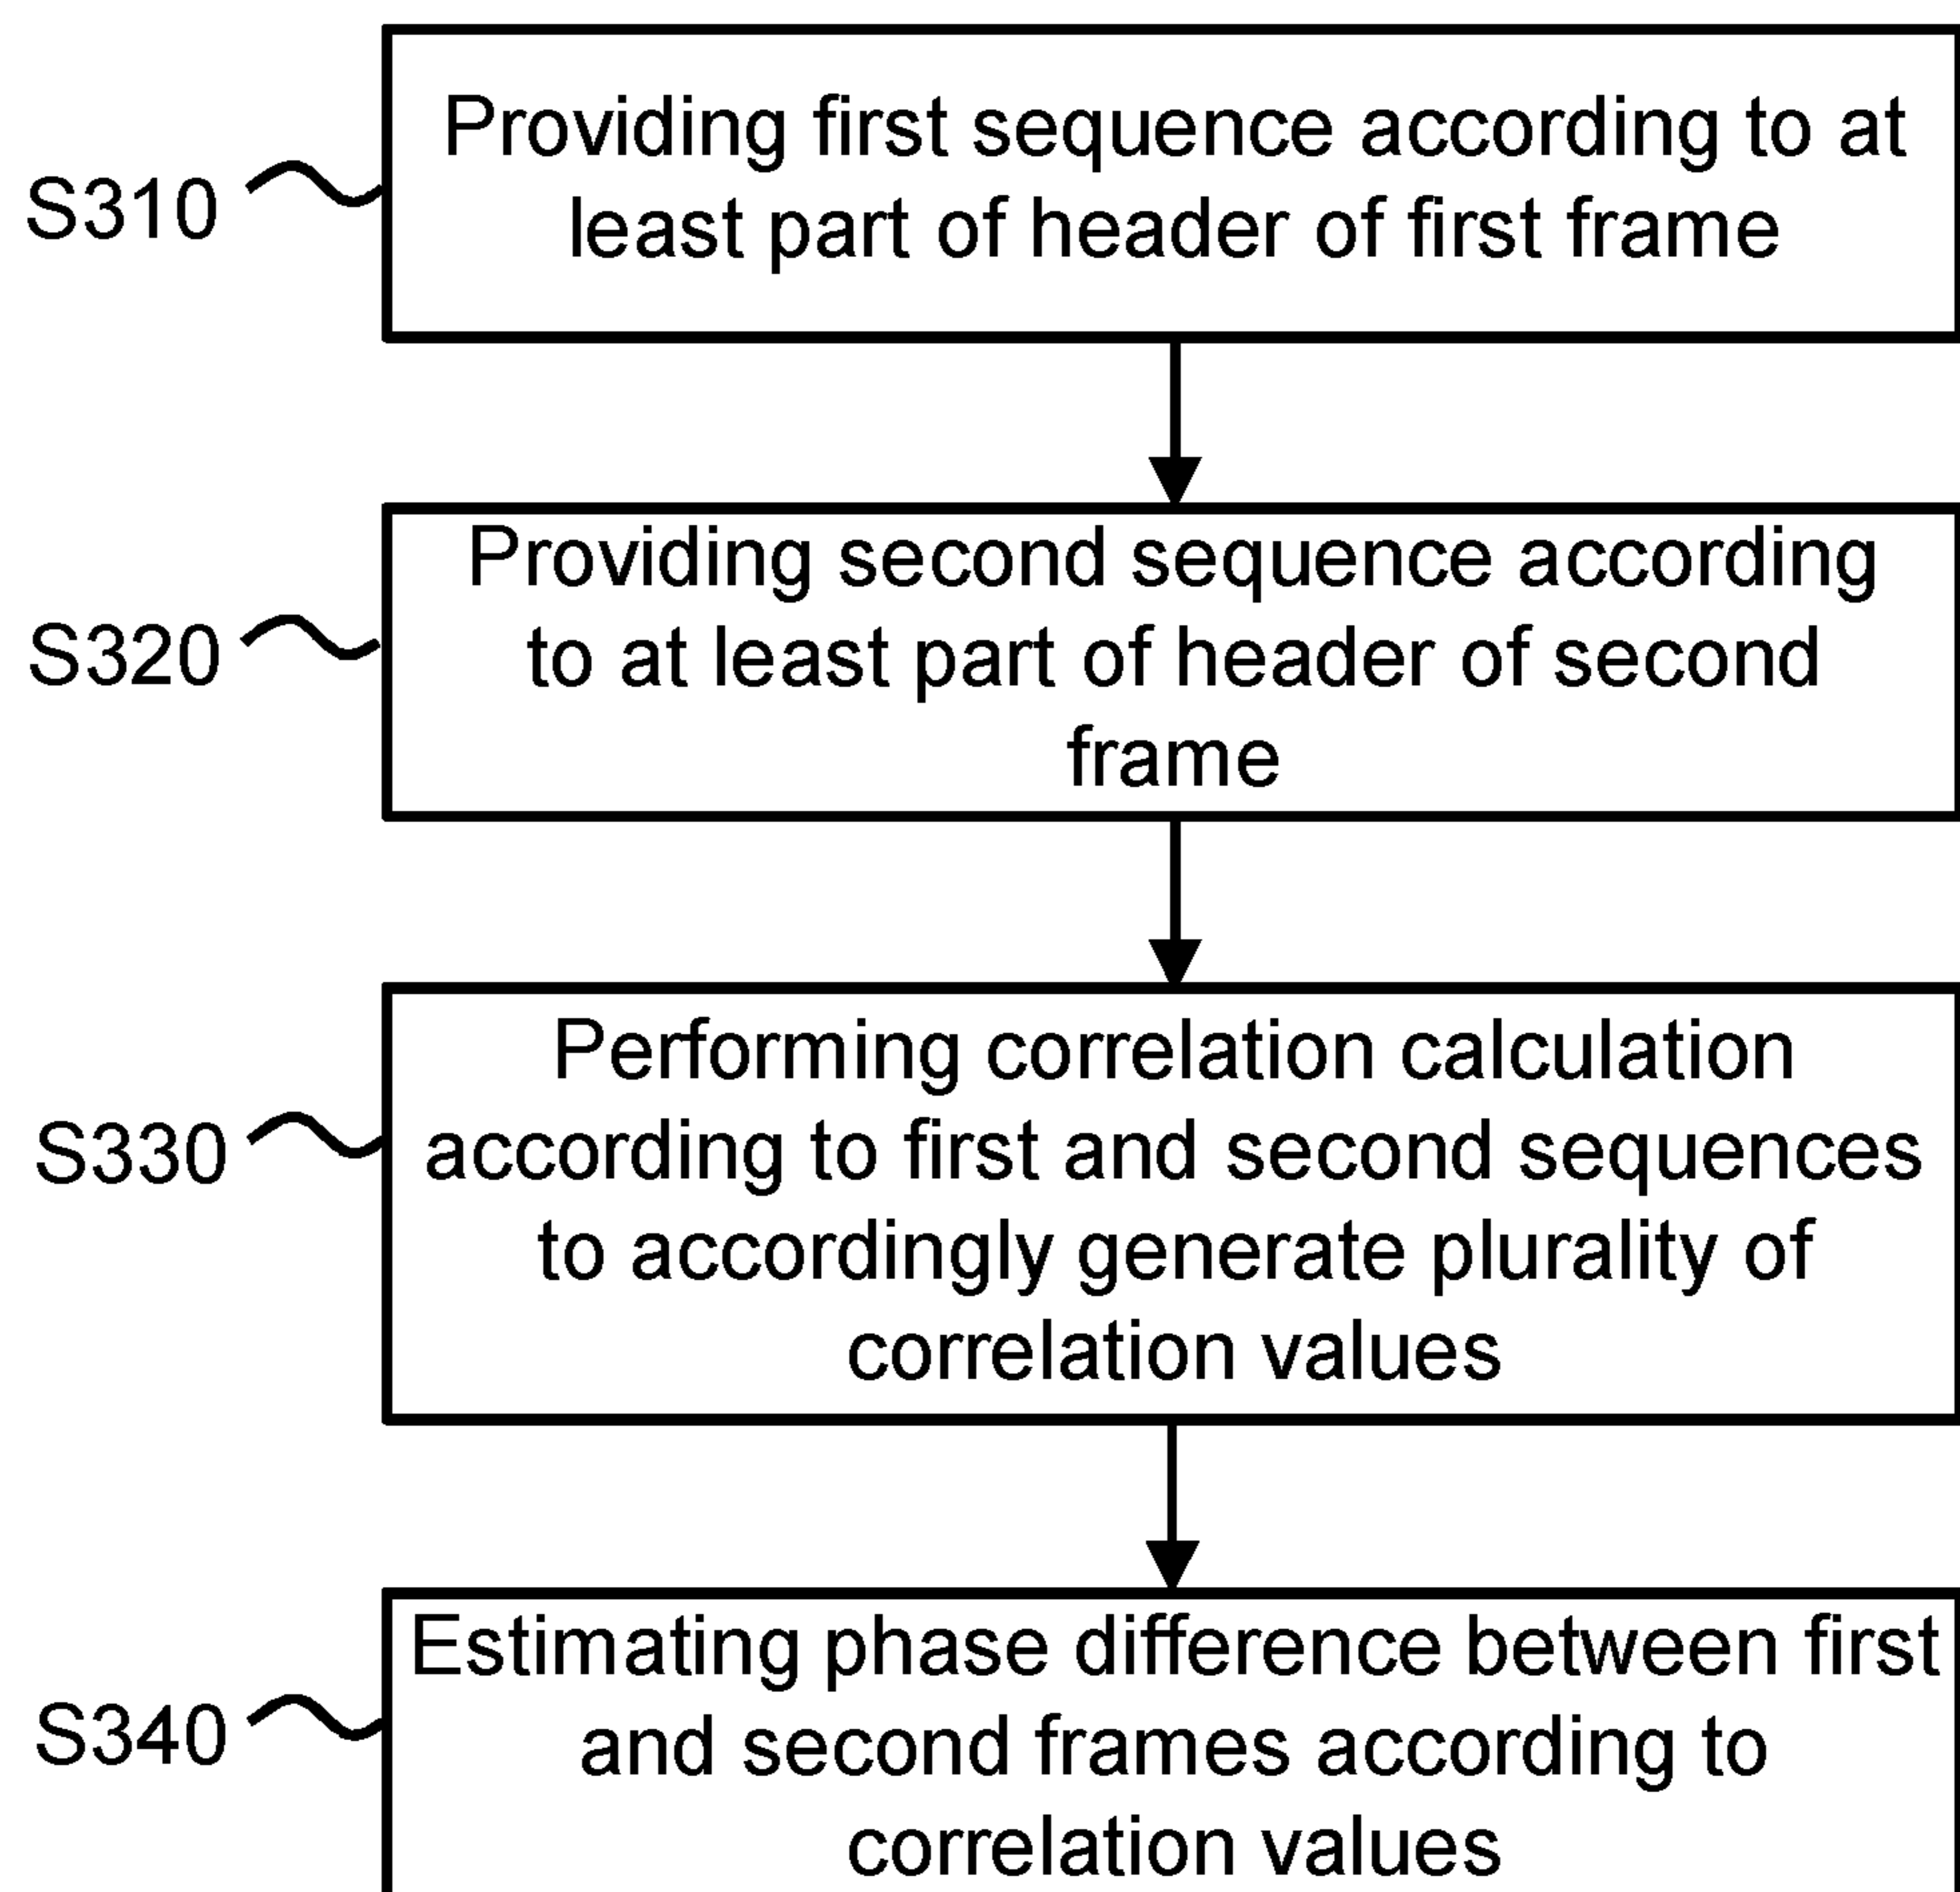 S310
Providing first sequence according to at
least part of header of first frame
S320
Providing second sequence according
to at least part of header of second
frame
S330
Performing correlation calculation
according to first and second sequences
to accordingly generate plurality of
correlation values
S340
Estimating phase difference between first
and second frames according to
correlation values